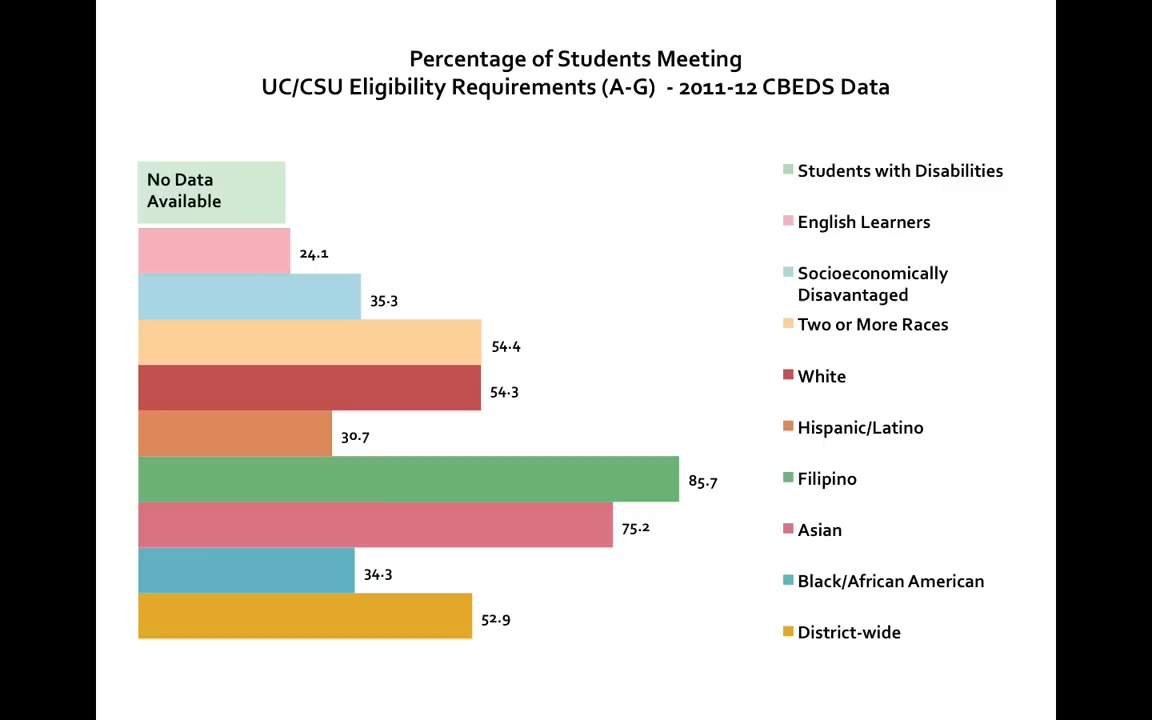 Percentage of Students Meeting
UC/CSU Eligibility Requirements (A-G)  - 2011-12 CBEDS Data
No Data
Available
24.1
35.3
54.4
54.3
30.7
85.7
75.2
34.3
52.9
Students with Disabilities
English Learners
Socioeconomically
Disavantaged
Two or More Races
White
Hispanic/Latino
Filipino
Asian
Black/African American
District-wide